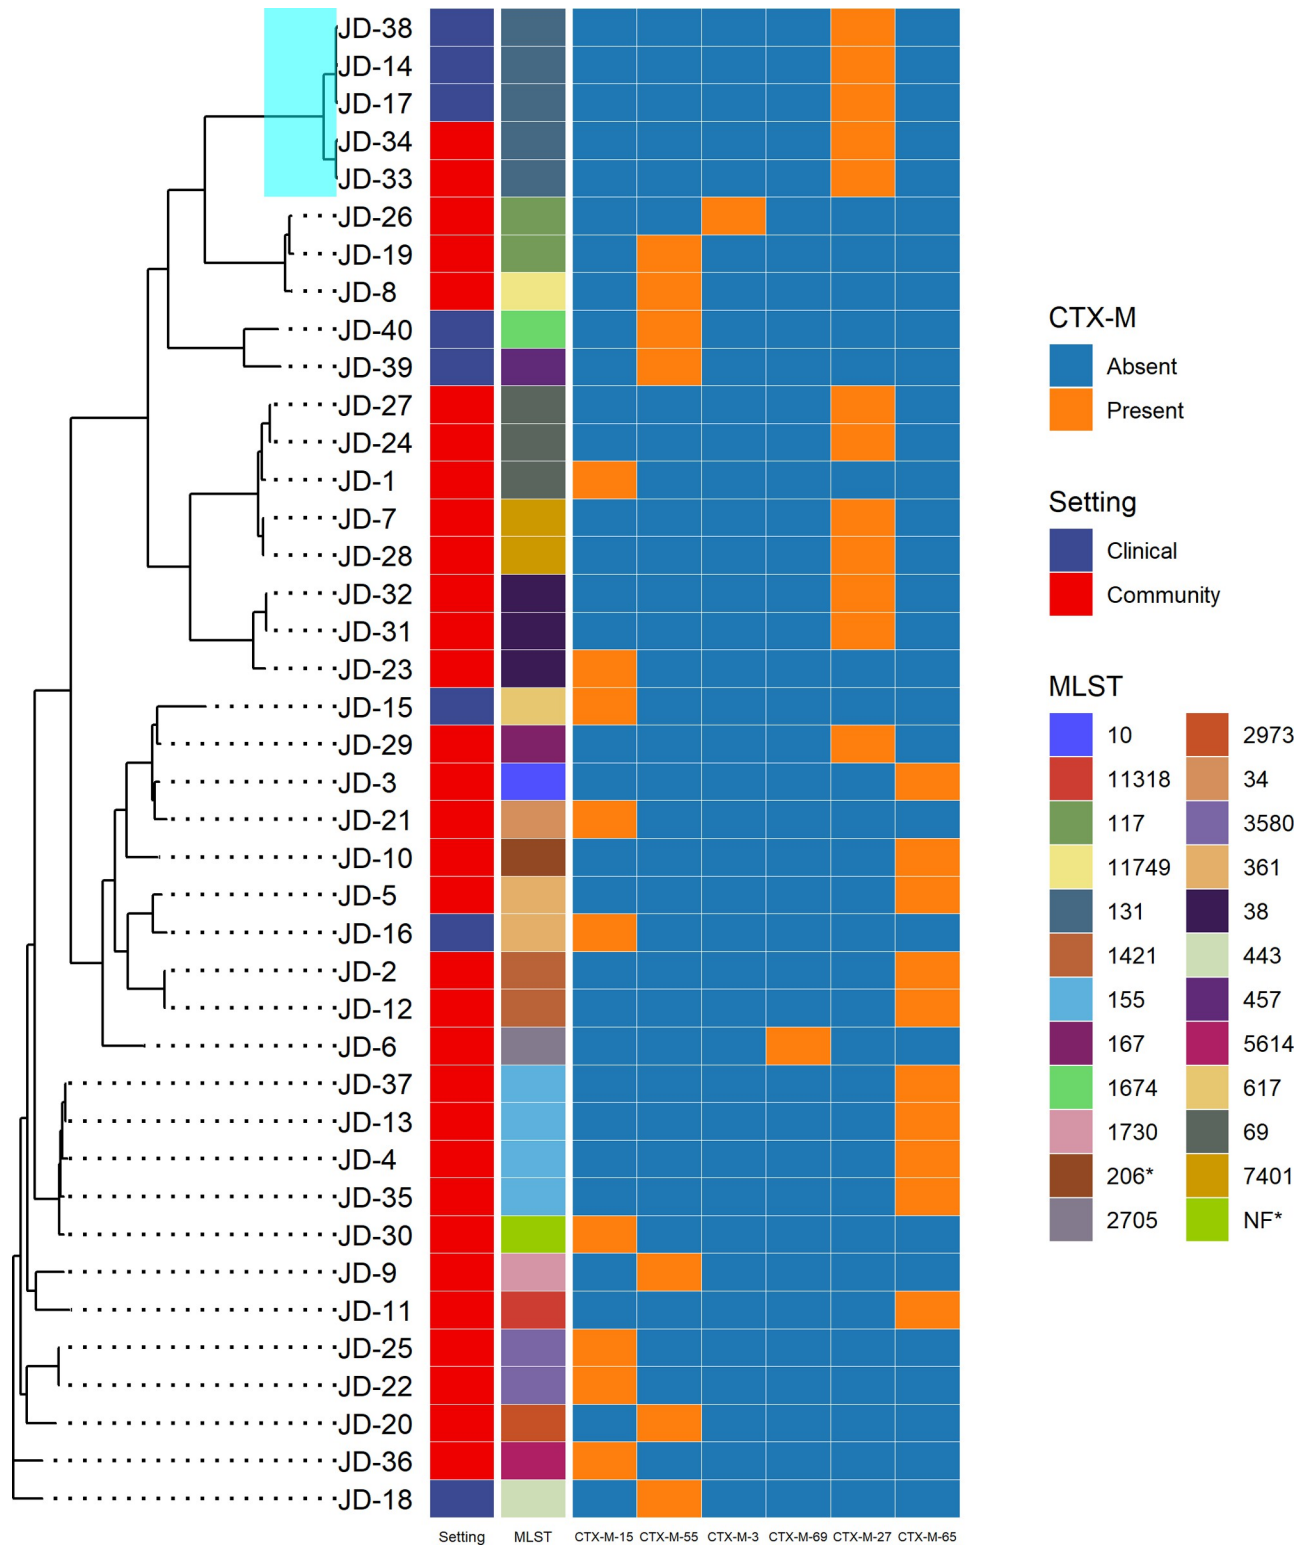 JD-38
JD-14
JD-17
JD-34
JD-33
JD-26
JD-19
JD-8
JD-40
JD-39
JD-27
JD-24
JD-1
JD-7
JD-28
JD-32
JD-31
JD-23
JD-15
JD-29
JD-3
JD-21
JD-10
JD-5
JD-16
JD-2
JD-12
JD-6
JD-37
JD-13
JD-4
JD-35
JD-30
JD-9
JD-11
JD-25
JD-22
JD-20
JD-36
JD-18
Setting MLST CTX-M-15 CTX-M-55 CTX-M-3 CTX-M-69 CTX-M-27 CTX-M-65
CTX-M
Absent
Present
Setting
Clinical
Community
MLST
10 2973
11318 34
117 3580
11749 361
131 38
1421 443
155 457
167 5614
1674 617
1730 69
206* 7401
2705 NF*